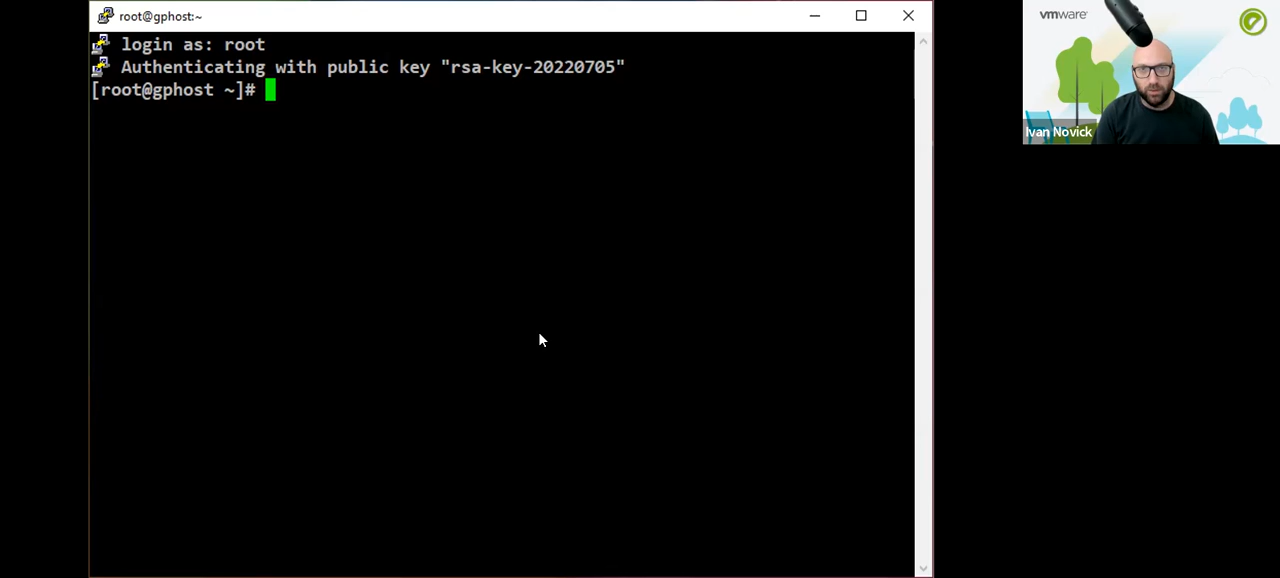 root@gphost:~
login as: root
Authenticating with public key "rsa-key-20220705"
[root@gphost ~]#
vmware
Ivan Novick